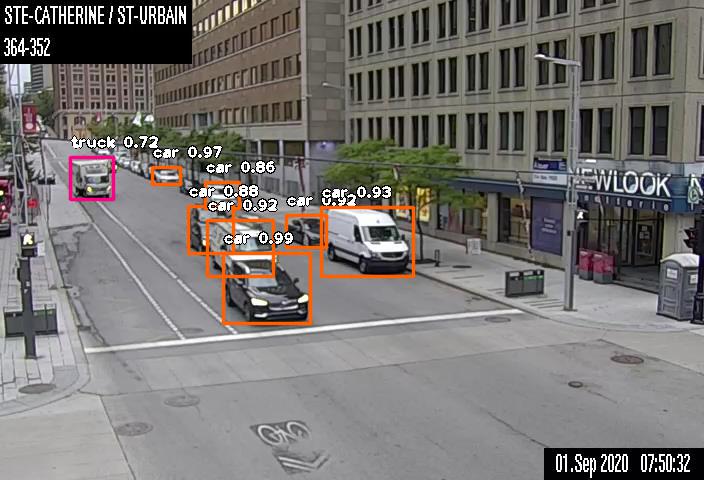 STE-CATHERINE / ST-URBAIN
364-352
truck 0.72
car 0.97
car 0.86
car 0.88
car 0.92
car 0.92
car 0.93
car 0.99
NEWLOOK
01.Sep 2020 07:50:32